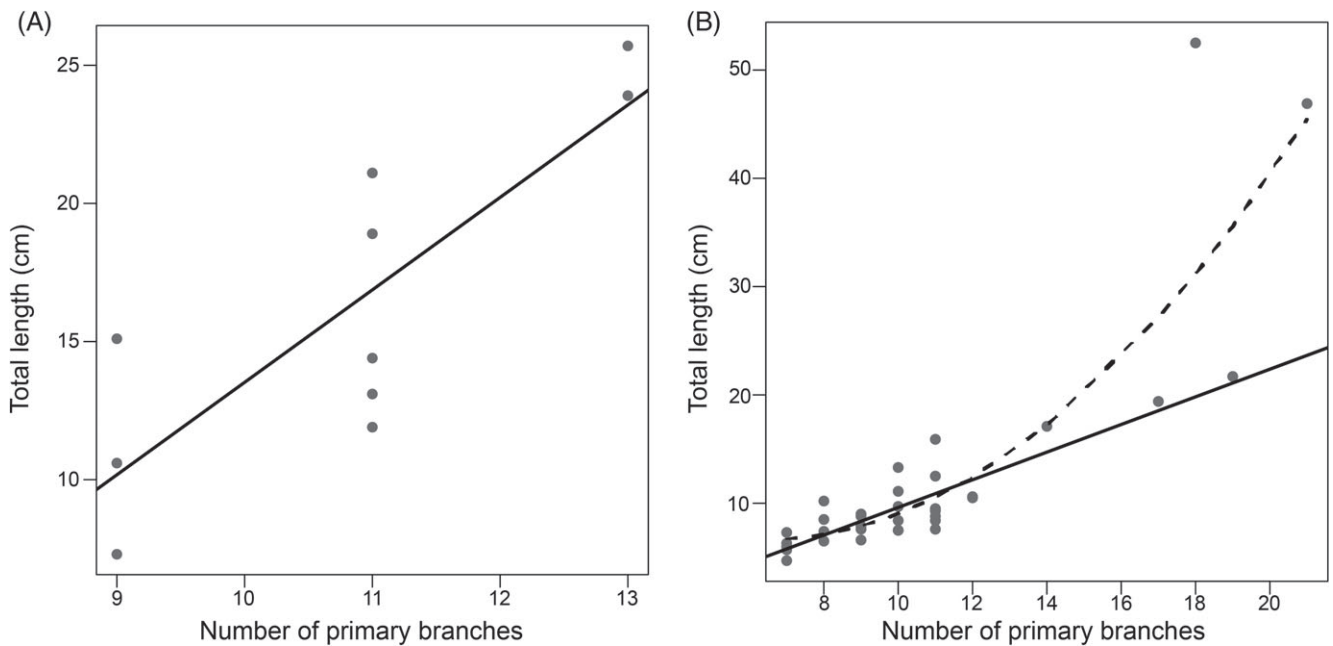 (A)
Total length (cm)
25
20
15
10
9 10 11 12 13
Number of primary branches
(B)
Total length (cm)
50
40
30
20
10
8 10 12 14 16 18 20
Number of primary branches